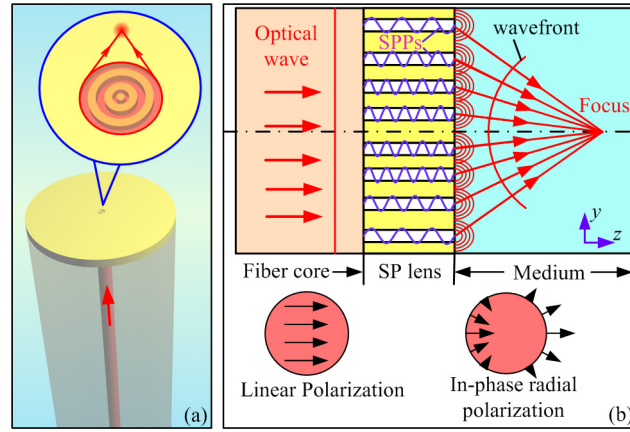 (a)
(b)
Optical
wave
SPPs
wavefront
Focus
y
z
Fiber core
SP lens
Medium
Linear Polarization
In-phase radial
polarization